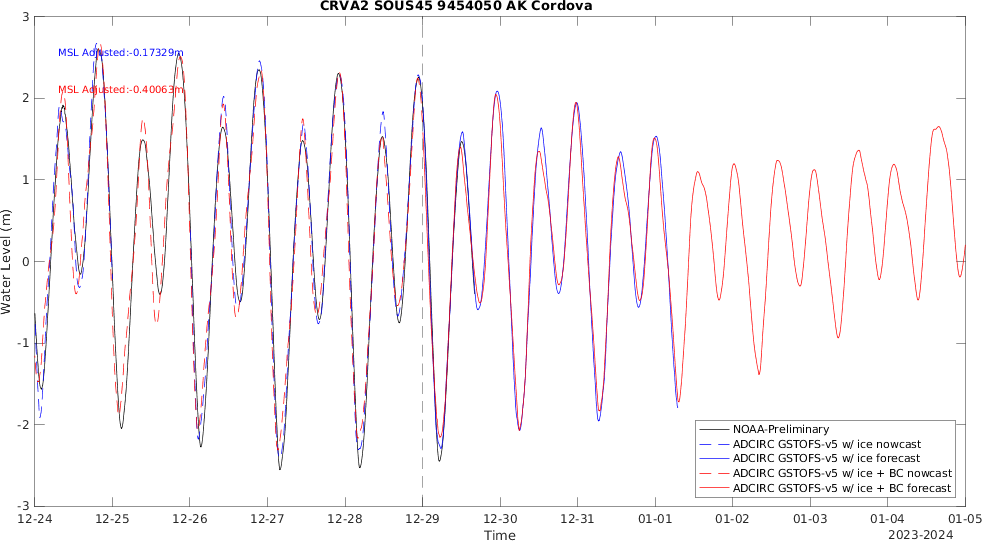 CRVA2 SOUS45 9454050 AK Cordova
MSL Adjusted:-0.17329m
MSL Adjusted:-0.40063m
Water Level (m)
3
2
1
0
-1
-2
-3
NOAA-Preliminary
ADCIRC GSTOFS-v5 w/ ice nowcast
ADCIRC GSTOFS-v5 w/ ice forecast
ADCIRC GSTOFS-v5 w/ ice + BC nowcast
ADCIRC GSTOFS-v5 w/ ice + BC forecast
12-24 12-25 12-26 12-27 12-28 12-29 12-30 12-31 01-01 01-02 01-03 01-04 01-05
Time
2023-2024